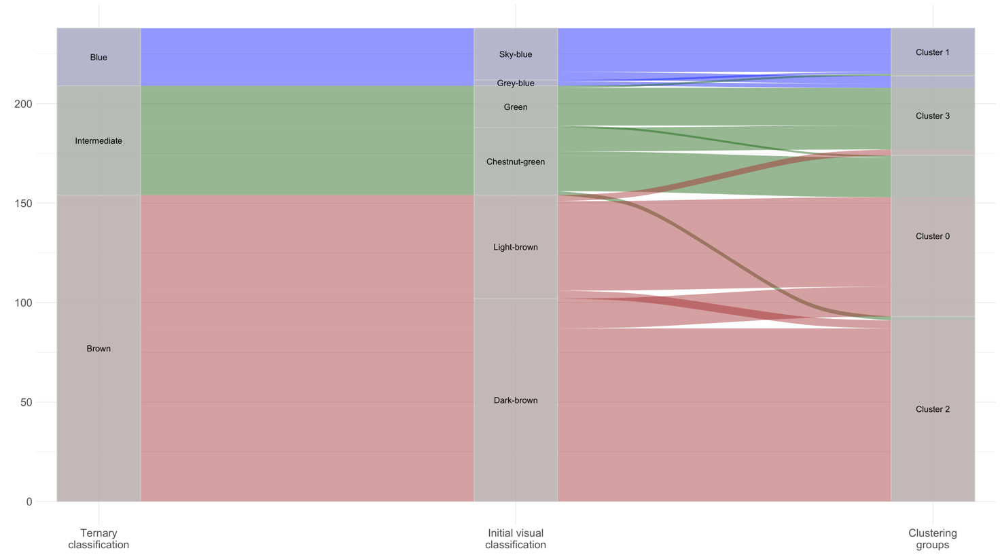 Blue
Sky-blue
Cluster 1
Grey-blue
200
Green
Cluster 3
Intermediate
Chestnut-green
150
Light-brown
Cluster 0
100
Brown
50
Dark-brown
Cluster 2
0
Ternary
classification
Initial visual
classification
Clustering
groups